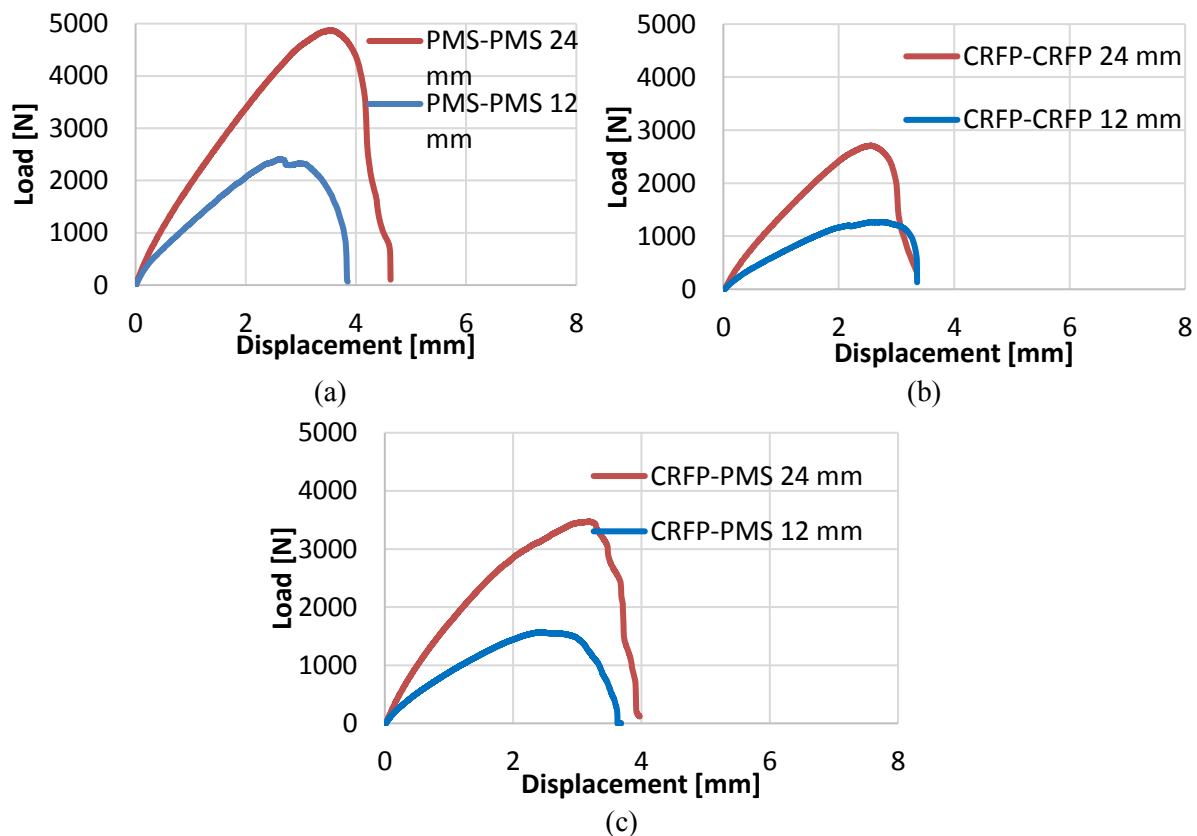 5000
4000
3000
2000
1000
0
Load [N]
0 2 4 6 8
Displacement [mm]
PMS-PMS 24
mm
PMS-PMS 12
mm
(a)
5000
4000
3000
2000
1000
0
Load [N]
0 2 4 6 8
Displacement [mm]
CRFP-CRFP 24 mm
CRFP-CRFP 12 mm
(b)
5000
4000
3000
2000
1000
0
Load [N]
0 2 4 6 8
Displacement [mm]
CRFP-PMS 24 mm
CRFP-PMS 12 mm
(c)